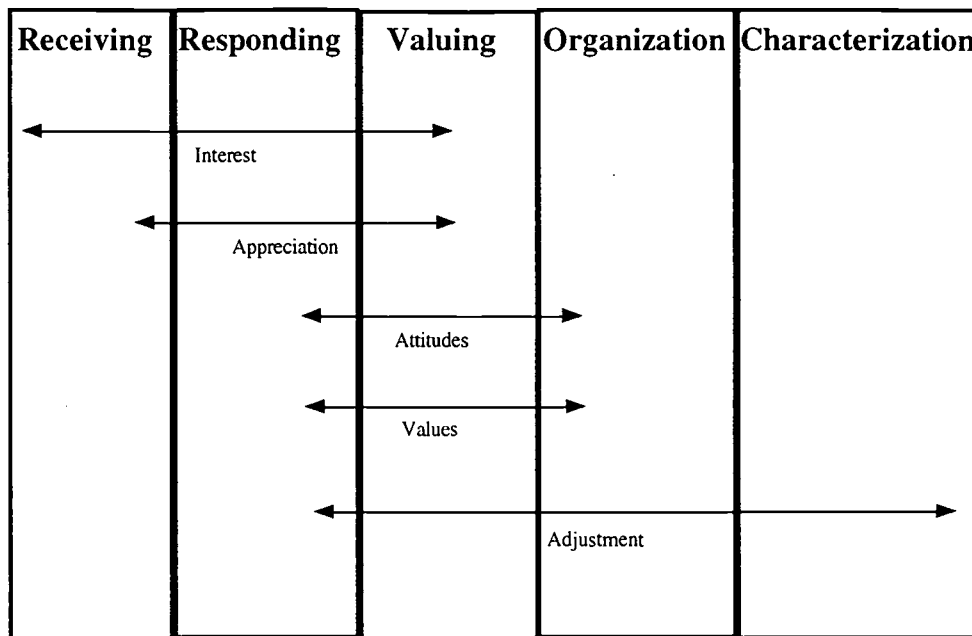 Receiving Responding Valuing Organization Characterization
Interest
Appreciation
Attitudes
Values
Adjustment